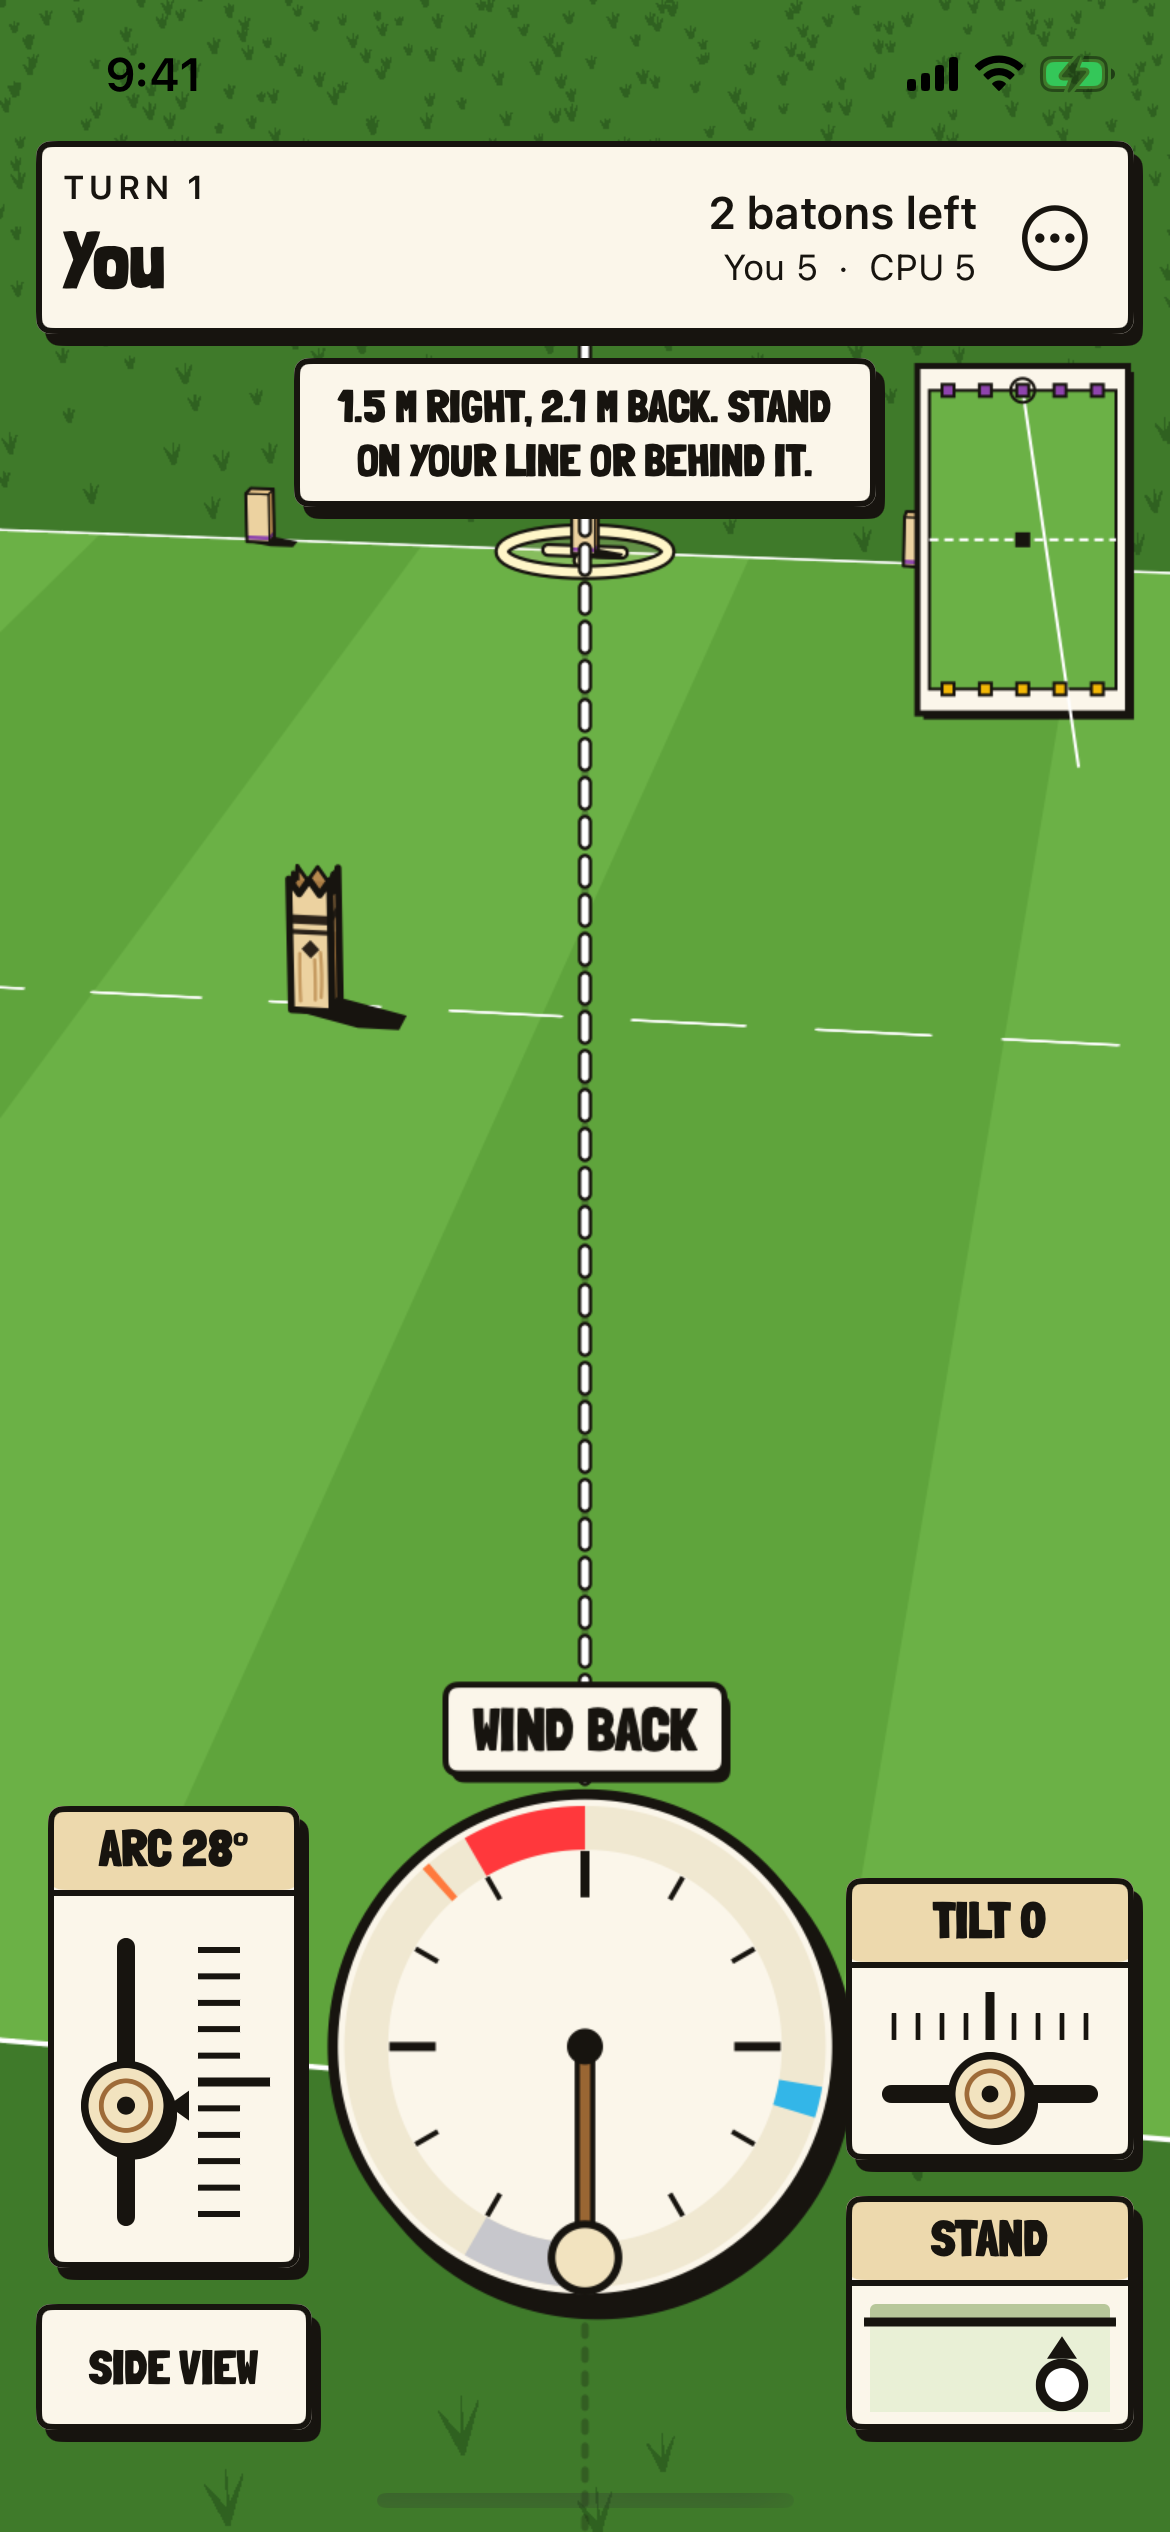 9:41
TURN 1
You
2 batons left
You 5 · CPU 5
1.5 M RIGHT, 2.1 M BACK. STAND
ON YOUR LINE OR BEHIND IT.
WIND BACK
ARC 28°
TILT 0
STAND
SIDE VIEW